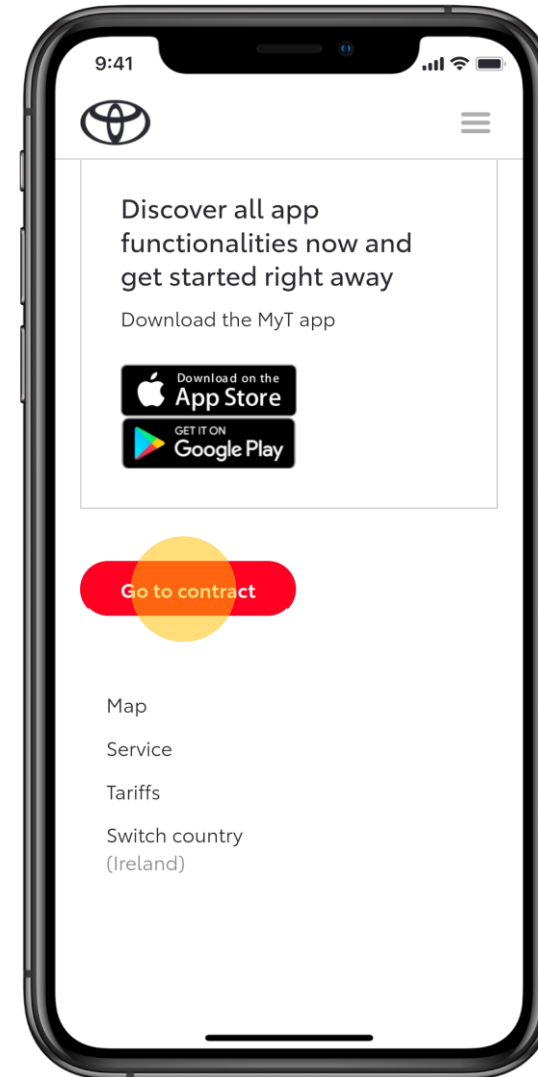 9:41
Discover all app
functionalities now and
get started right away
Download the MyT app
Download on the
App Store
GET IT ON
Google Play
Go to contract
Map
Service
Tariffs
Switch country
(Ireland)